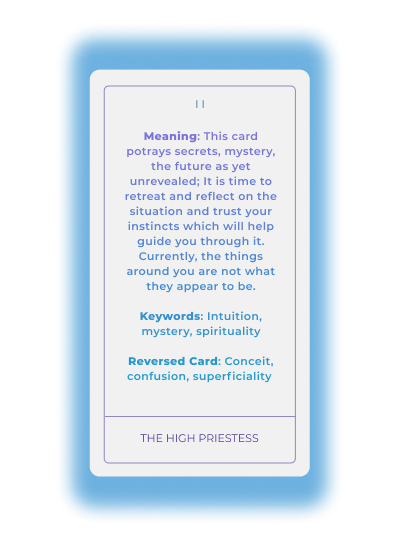 II
Meaning: This card
potrays secrets, mystery,
the future as yet
unrevealed; It is time to
retreat and reflect on the
situation and trust your
instincts which will help
guide you through it.
Currently, the things
around you are not what
they appear to be.
Keywords: Intuition,
mystery, spirituality
Reversed Card: Conceit,
confusion, superficiality
THE HIGH PRIESTESS